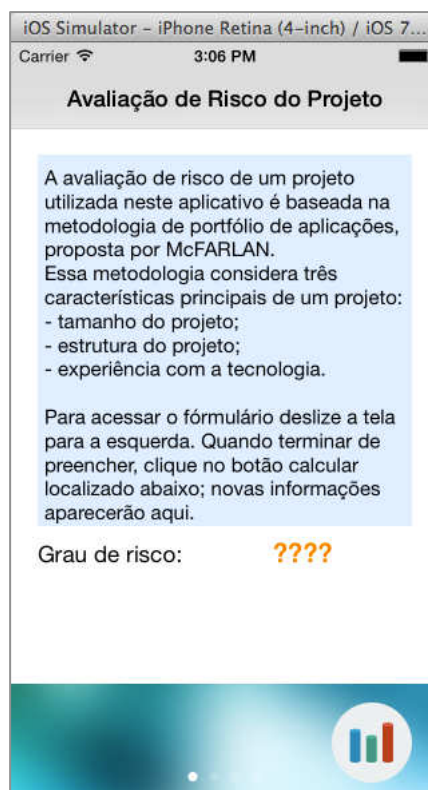 iOS Simulator – iPhone Retina (4-inch) / iOS 7...
Carrier 3:06 PM
Avaliação de Risco do Projeto
A avaliação de risco de um projeto
utilizada neste aplicativo é baseada na
metodologia de portfólio de aplicações,
proposta por McFARLAN.
Essa metodologia considera três
características principais de um projeto:
- tamanho do projeto;
- estrutura do projeto;
- experiência com a tecnologia.
Para acessar o fórmulário deslize a tela
para a esquerda. Quando terminar de
preencher, clique no botão calcular
localizado abaixo; novas informações
aparecerão aqui.
Grau de risco: ????